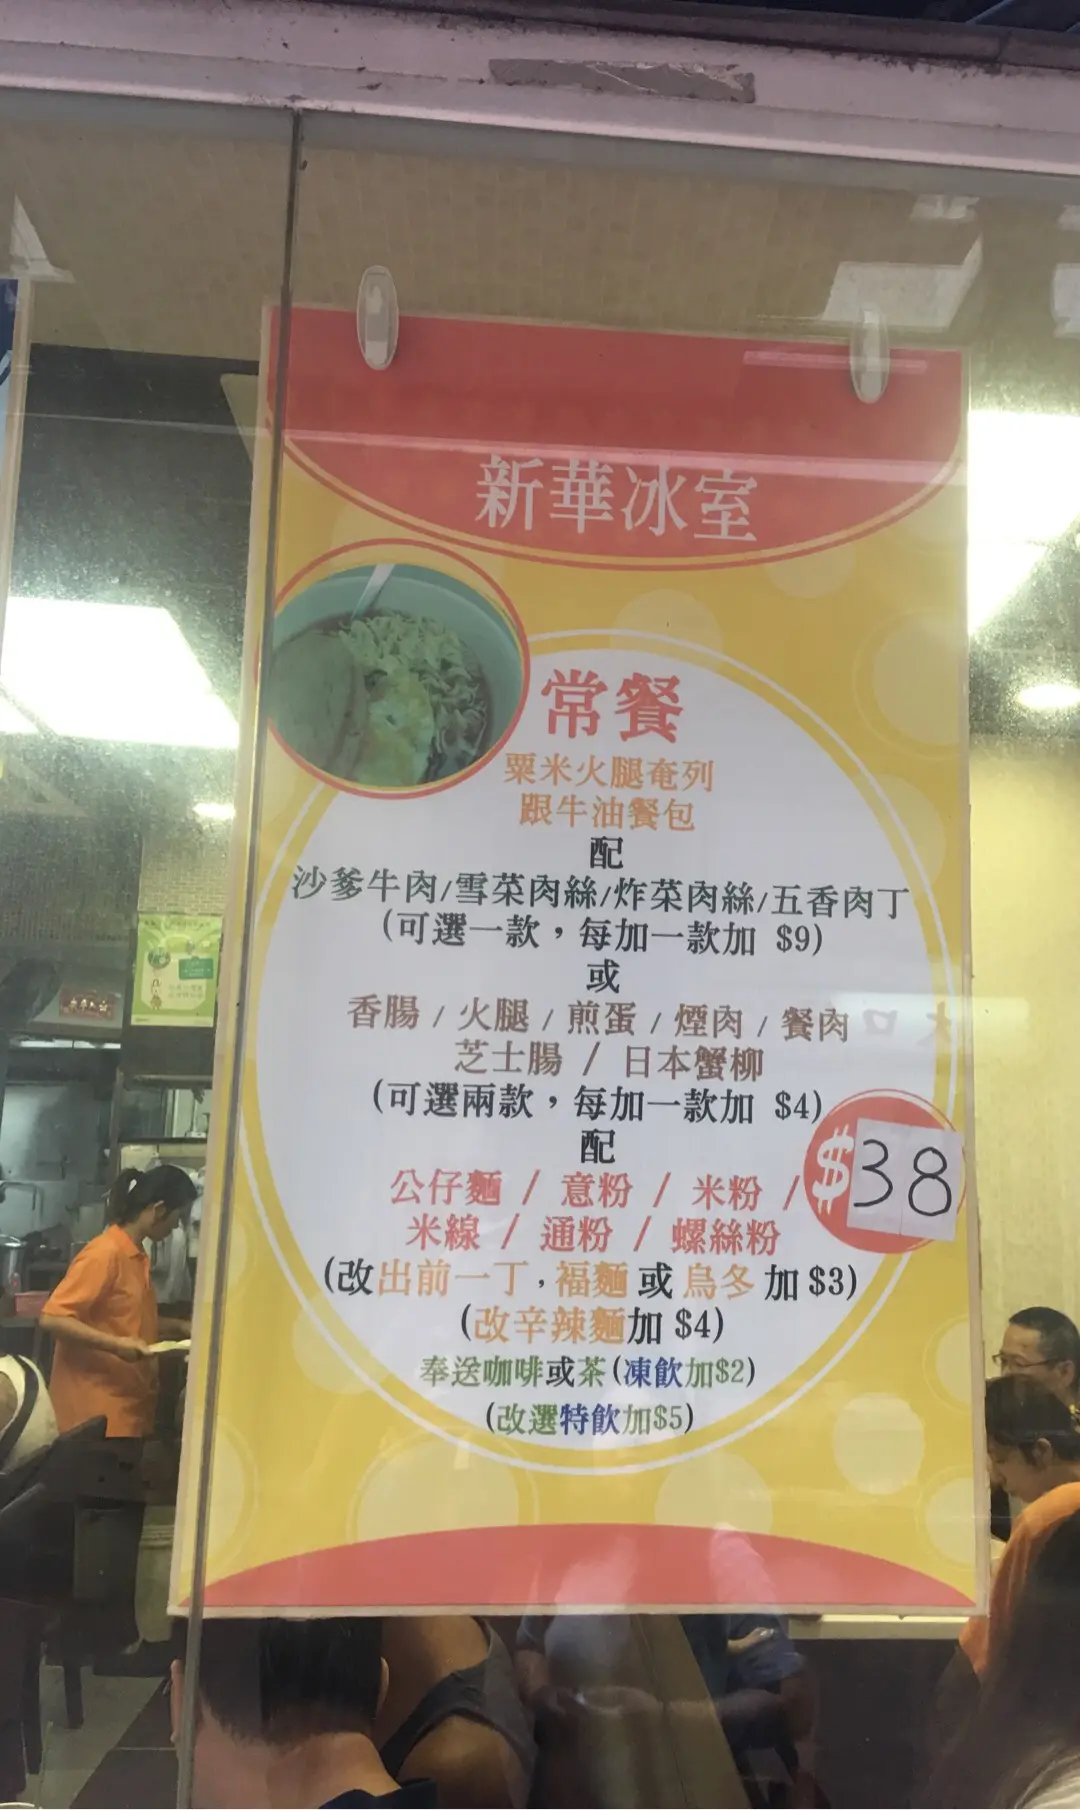 新華冰室
常餐
粟米火腿奄列
跟牛油餐包
配
沙爹牛肉/雪菜肉絲/炸菜肉絲/五香肉丁
(可選一款，每加一款加 $9)
或
香腸 / 火腿 / 煎蛋 / 煙肉 / 餐肉
芝士腸 / 日本蟹柳
(可選兩款，每加一款加 $4)
配
公仔麵 / 意粉 / 米粉 /
米線 / 通粉 / 螺絲粉
$38
(改出前一丁，福麵 或 烏冬 加 $3)
(改辛辣麵加 $4)
奉送咖啡或茶(凍飲加$2)
(改選特飲加$5)